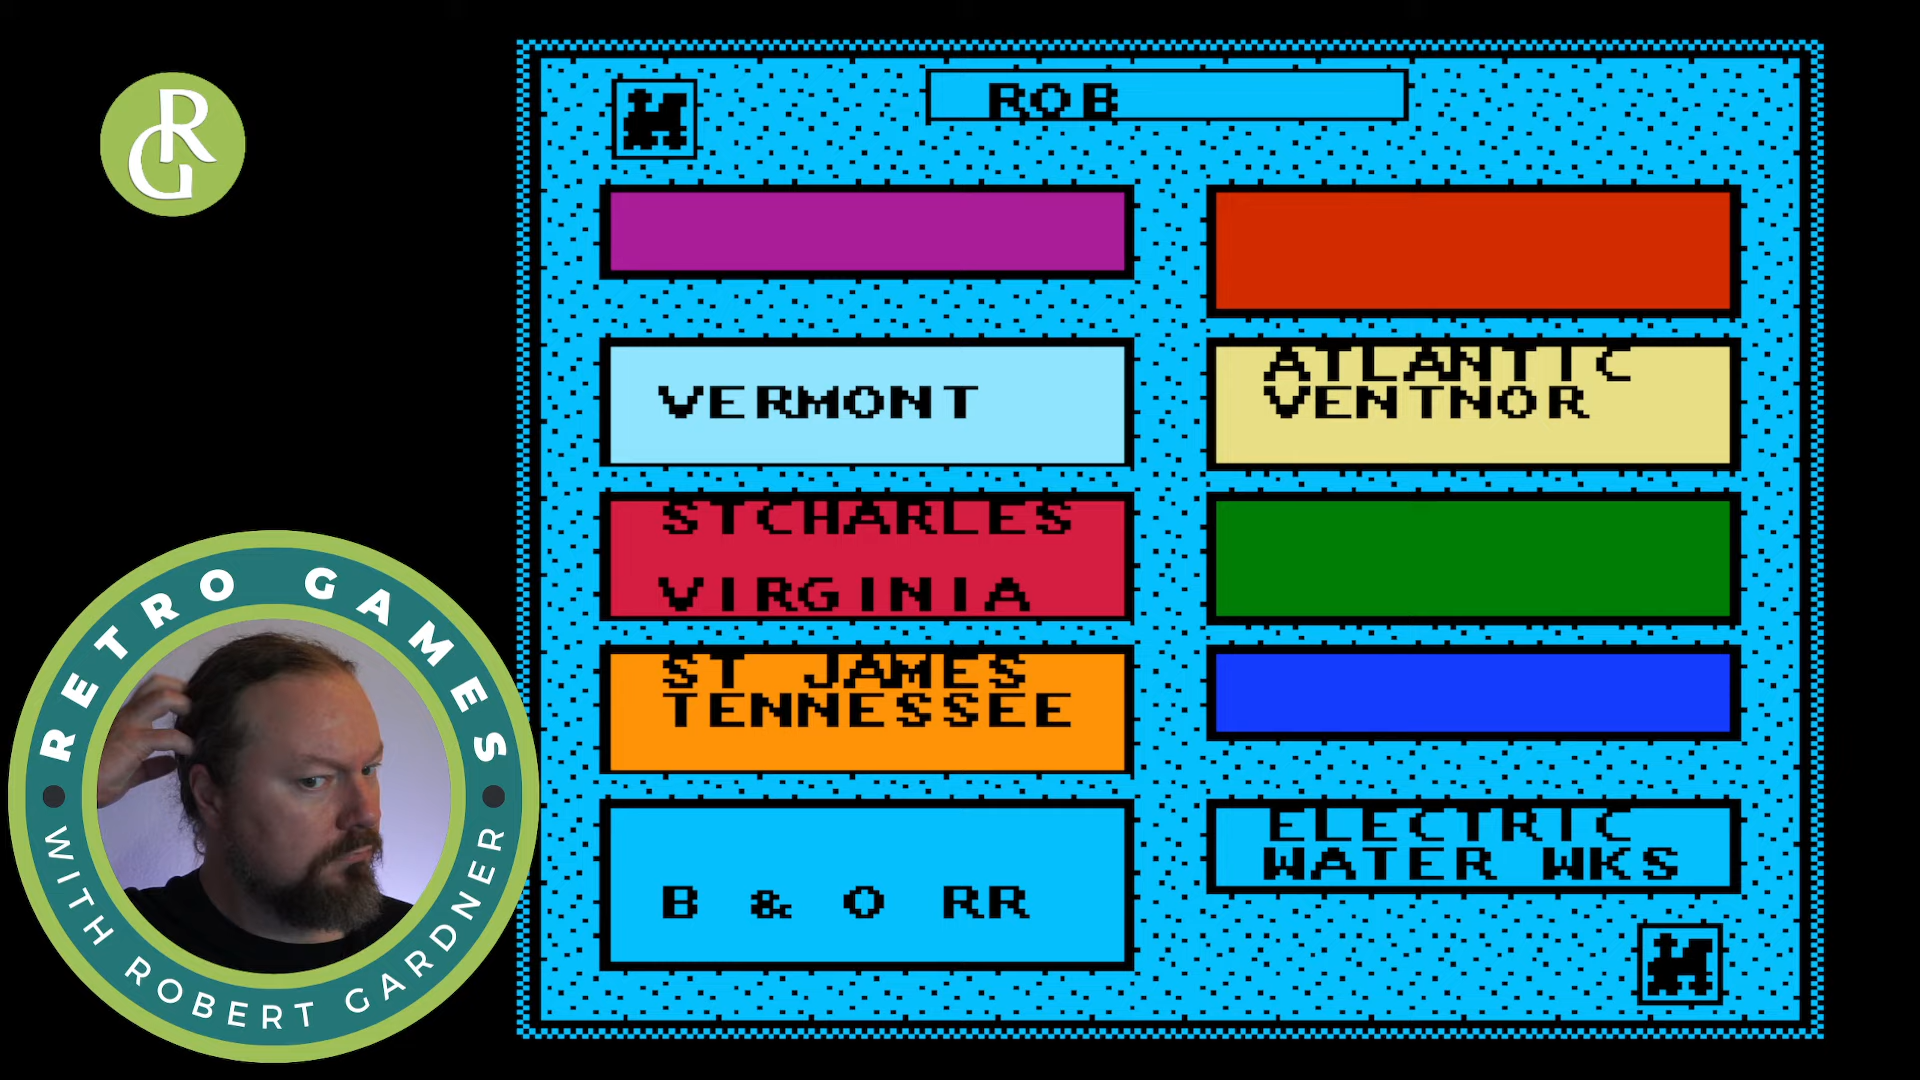 RG
ROB
VERMONT
STCHARLES
VIRGINIA
ST JAMES
TENNESSEE
B & O RR
ATLANTIC
VENTNOR
ELECTRIC
WATER WKS
RETRO GAMES
WITH ROBERT GARDNER